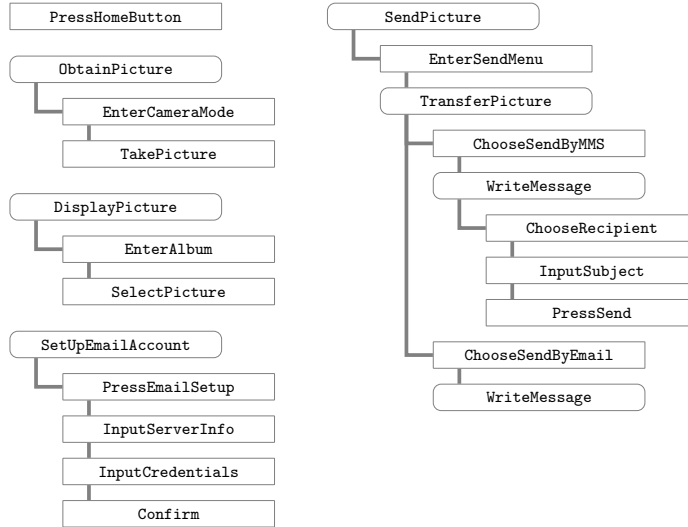 PressHomeButton
ObtainPicture
EnterCameraMode
TakePicture
DisplayPicture
EnterAlbum
SelectPicture
SetUpEmailAccount
PressEmailSetup
InputServerInfo
InputCredentials
Confirm
SendPicture
EnterSendMenu
TransferPicture
ChooseSendByMMS
WriteMessage
ChooseRecipient
InputSubject
PressSend
ChooseSendByEmail
WriteMessage